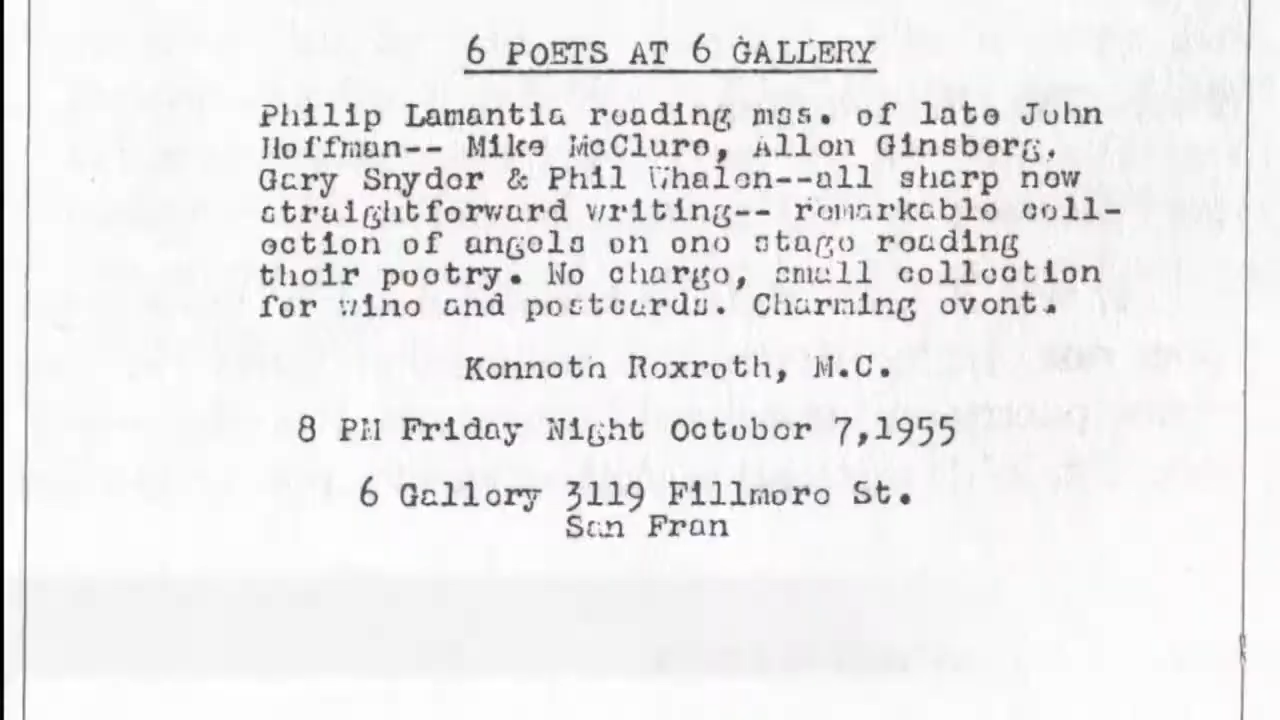 6 POETS AT 6 GALLERY
Philip Lamantia reading mss. of late John
Hoffman-- Mike McClure, Allen Ginsberg,
Gary Snyder & Phil Whalen--all sharp new
straightforward writing-- remarkable coll-
ection of angels on one stage reading
their poetry. No charge, small collection
for wine and postcards. Charming event.
Kenneth Rexroth, M.C.
8 PM Friday Night October 7,1955
6 Gallery 3119 Fillmore St.
San Fran